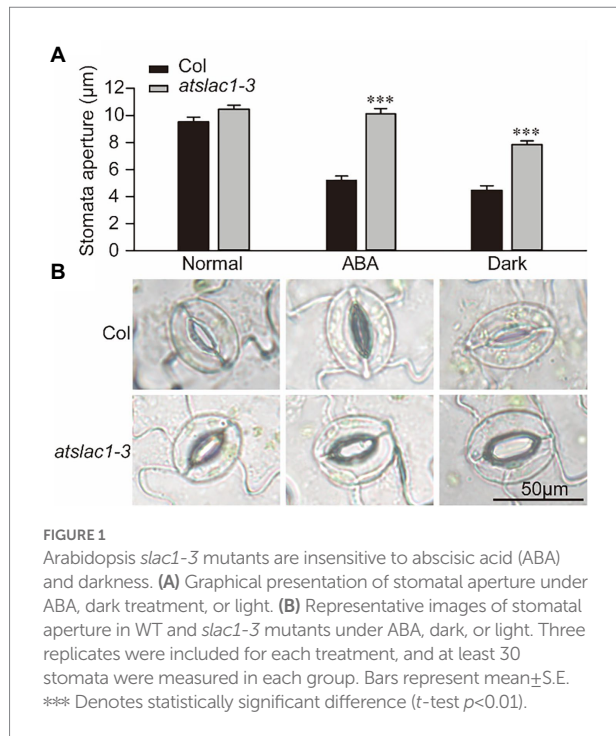 A
Col
atslac1-3
Stomata aperture (μm)
12
10
8
6
4
2
0
***
***
Normal ABA Dark
B
Col
atslac1-3
50μm
FIGURE 1
Arabidopsis slac1-3 mutants are insensitive to abscisic acid (ABA)
and darkness. (A) Graphical presentation of stomatal aperture under
ABA, dark treatment, or light. (B) Representative images of stomatal
aperture in WT and slac1-3 mutants under ABA, dark, or light. Three
replicates were included for each treatment, and at least 30
stomata were measured in each group. Bars represent mean±S.E.
*** Denotes statistically significant difference (t-test p<0.01).